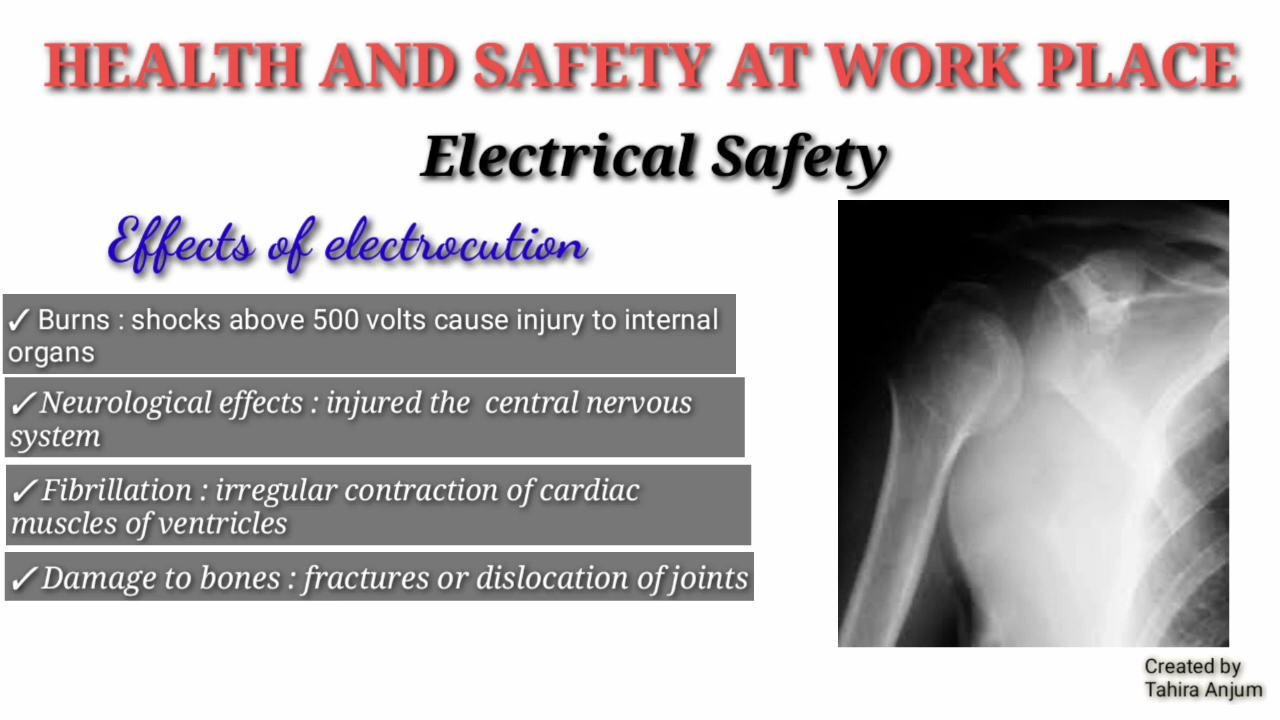 HEALTH AND SAFETY AT WORK PLACE
Electrical Safety
Effects of electrocution
✓ Burns : shocks above 500 volts cause injury to internal
organs
✓ Neurological effects : injured the central nervous
system
✓ Fibrillation : irregular contraction of cardiac
muscles of ventricles
✓ Damage to bones : fractures or dislocation of joints
Created by
Tahira Anjum